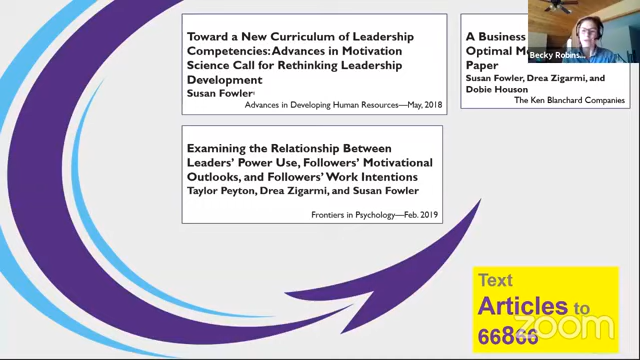 Toward a New Curriculum of Leadership
Competencies: Advances in Motivation
Science Call for Rethinking Leadership
Development
Susan Fowler
Advances in Developing Human Resources—May, 2018
A Business
Optimal
Paper
Susan Fowler, Drea Zigarmi, and
Dobie Houson
The Ken Blanchard Companies
Becky Robins...
Examining the Relationship Between
Leaders' Power Use, Followers' Motivational
Outlooks, and Followers' Work Intentions
Taylor Peyton, Drea Zigarmi, and Susan Fowler
Frontiers in Psychology—Feb. 2019
Text
Articles to
66866
zoom